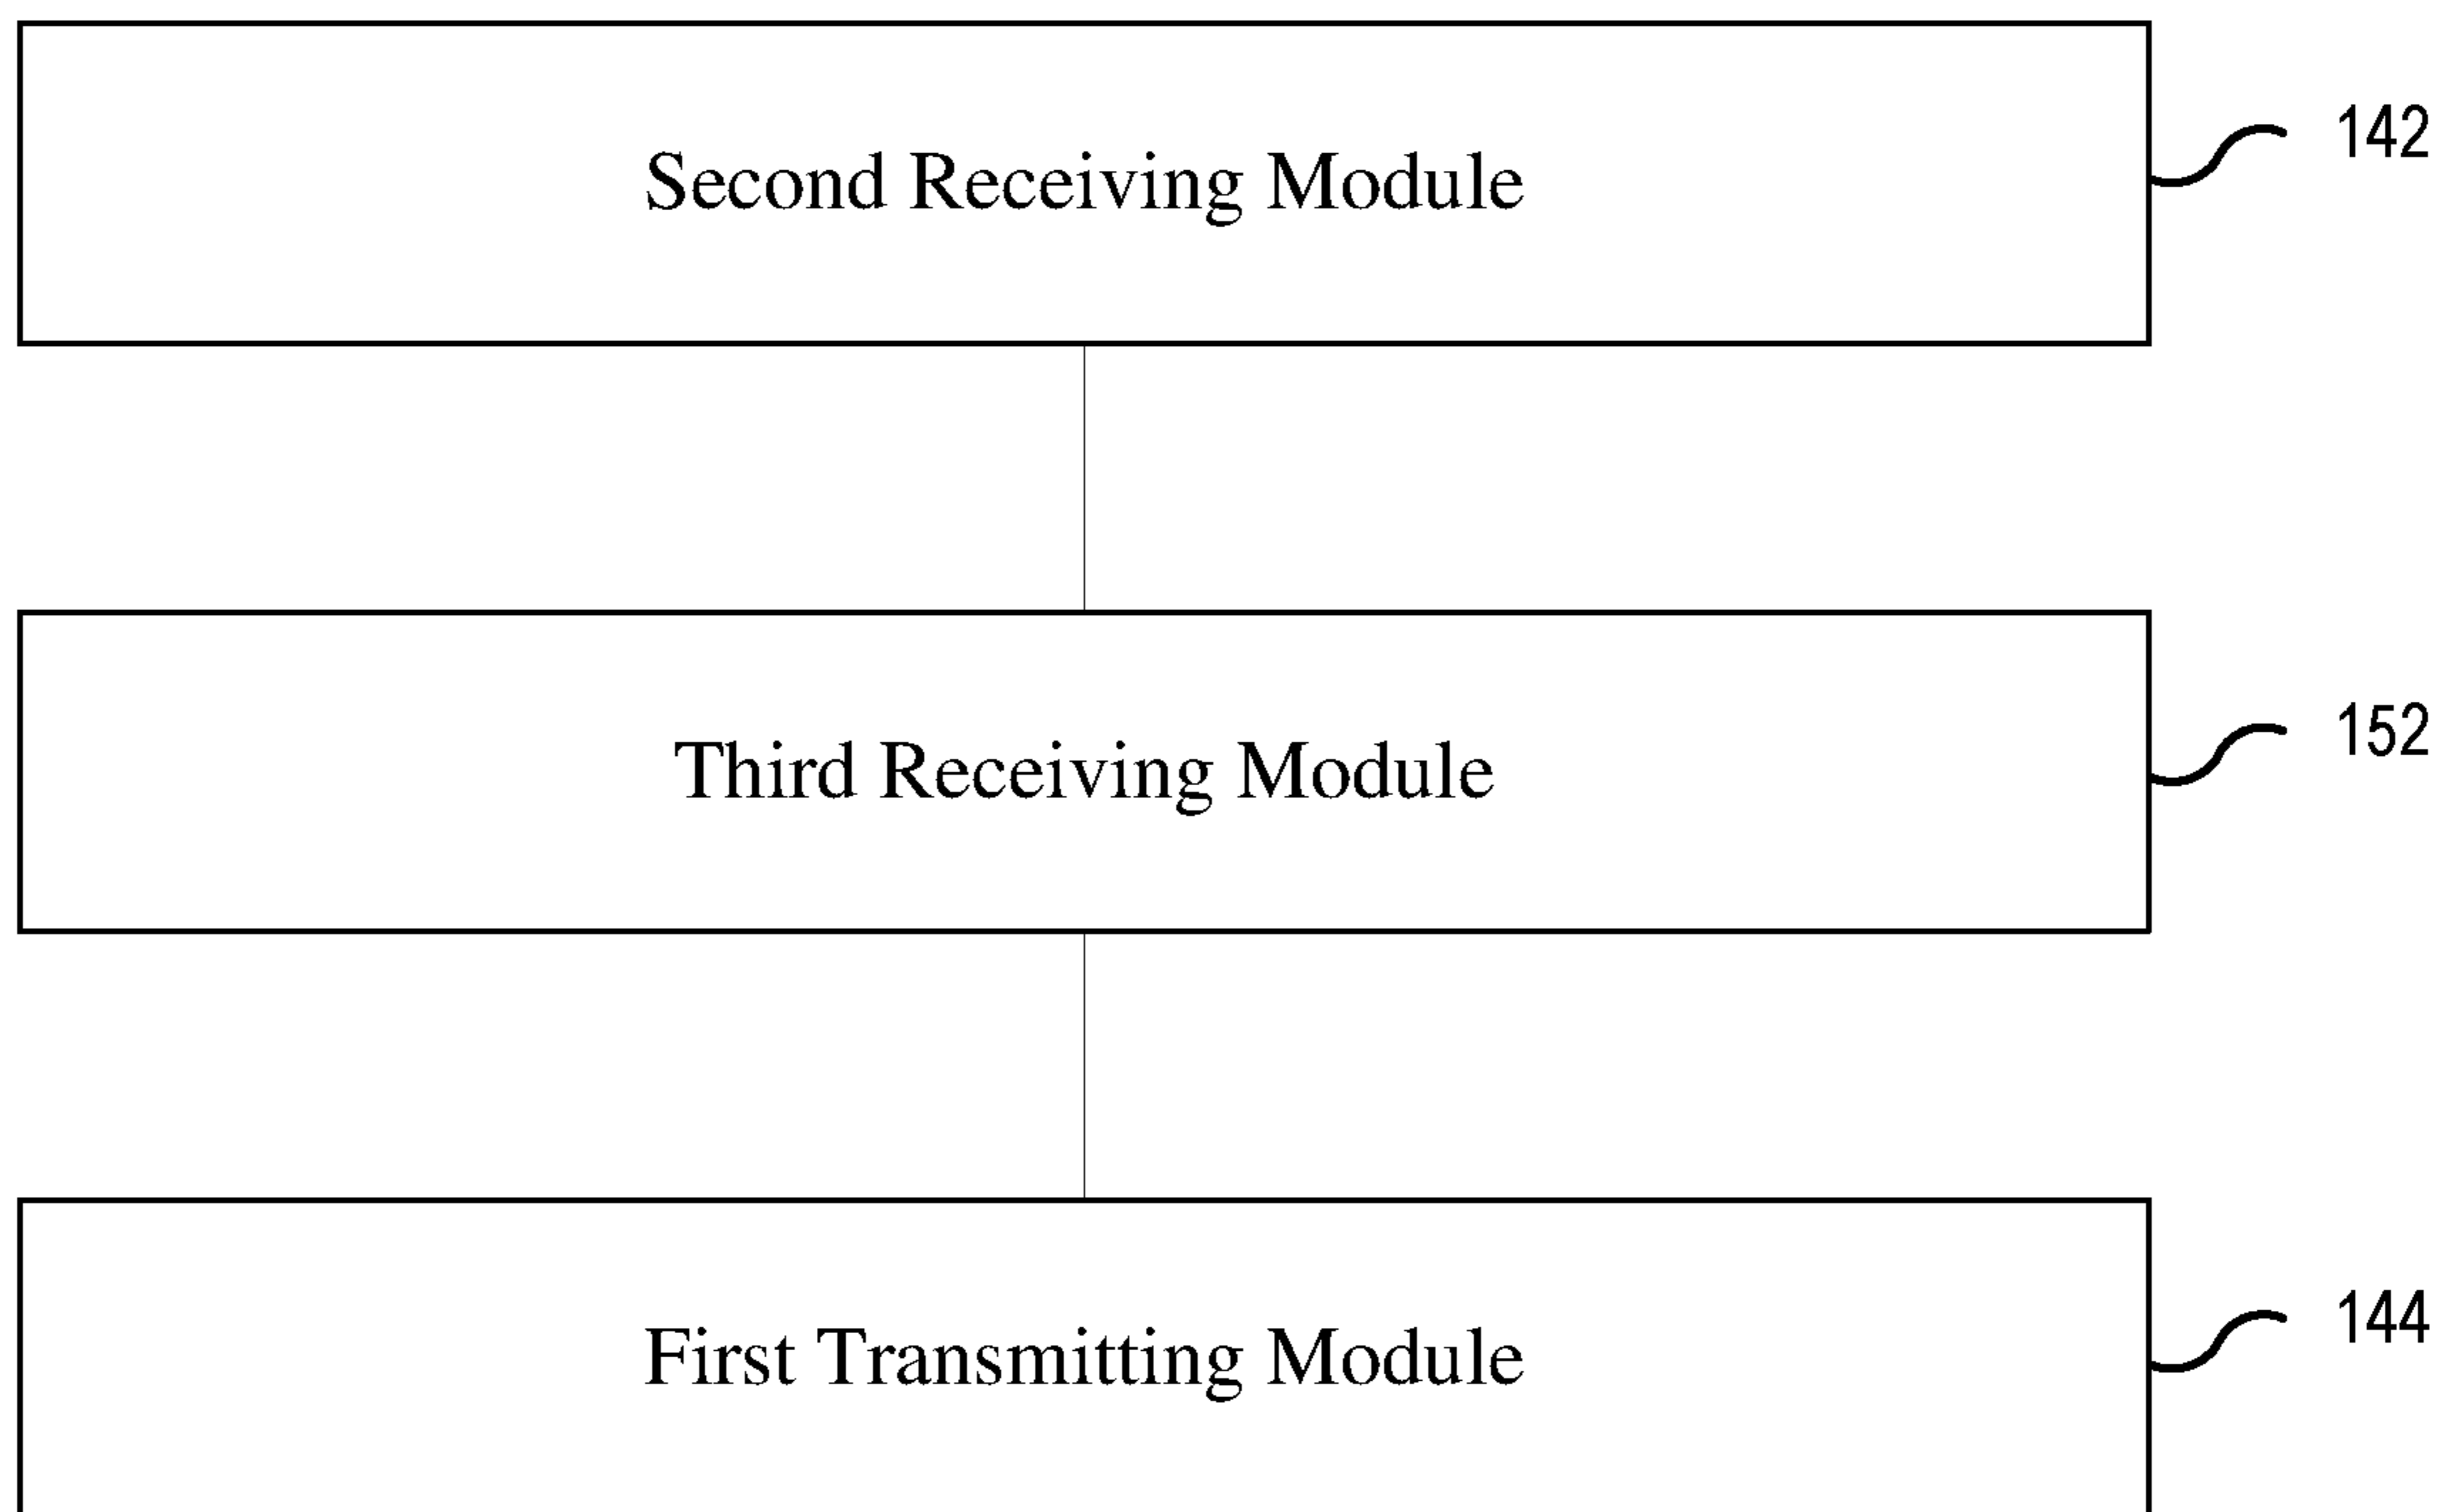 Second Receiving Module
142
Third Receiving Module
152
First Transmitting Module
144